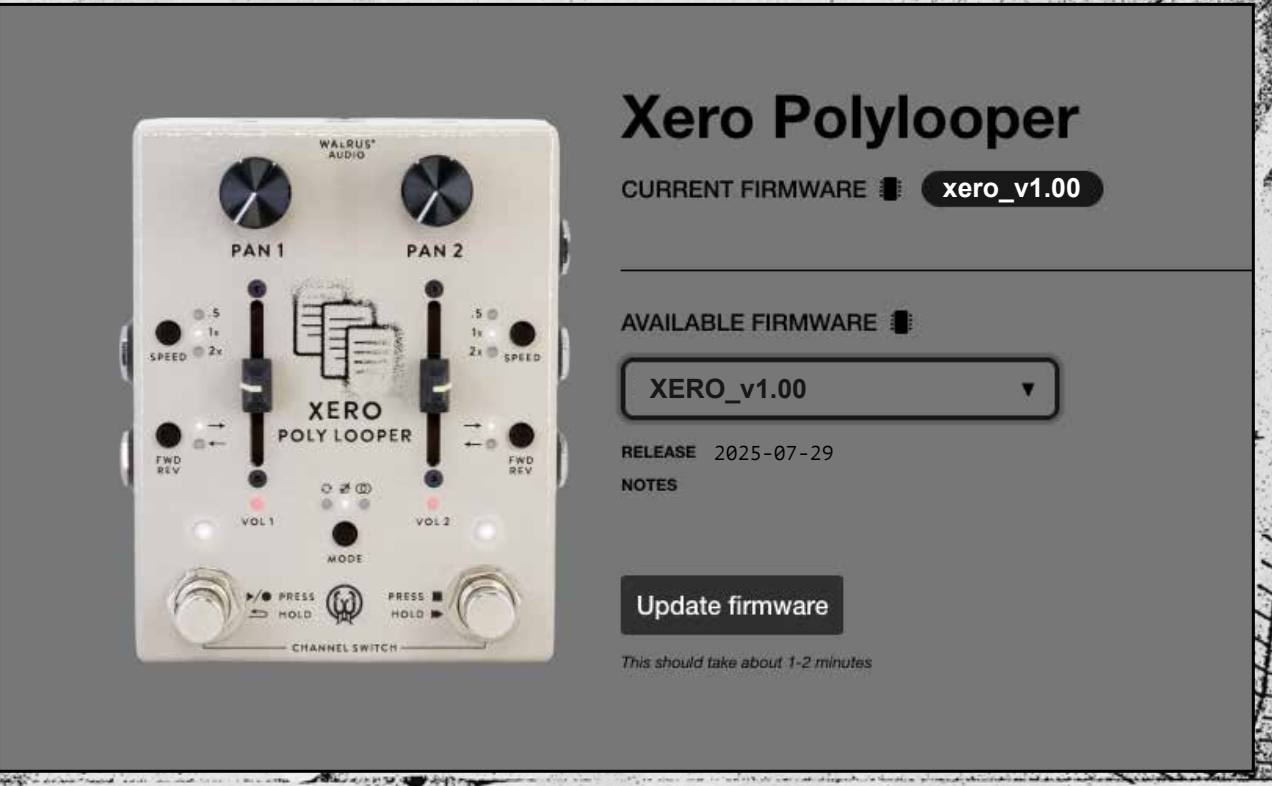 WALRUS®
AUDIO
PAN 1
PAN 2
.5
1x
2x
SPEED
.5
1x
2x
SPEED
XERO
POLY LOOPER
FWD
REV
FWD
REV
VOL 1
VOL 2
MODE
PRESS
HOLD
PRESS
HOLD
CHANNEL SWITCH
Xero Polylooper
CURRENT FIRMWARE
xero_v1.00
AVAILABLE FIRMWARE
XERO_v1.00
RELEASE 2025-07-29
NOTES
Update firmware
This should take about 1-2 minutes